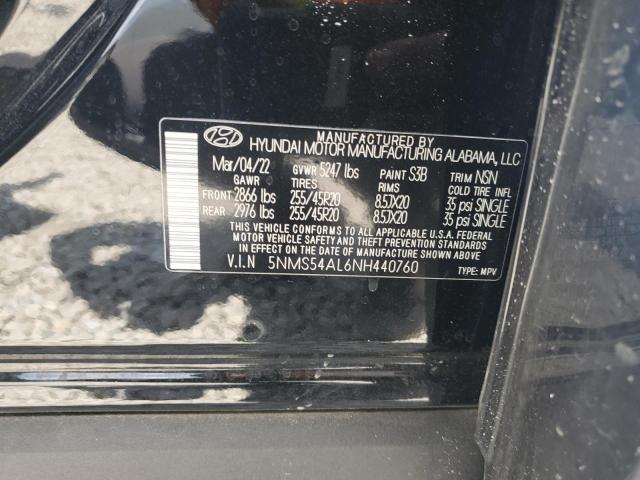 MANUFACTURED BY
HYUNDAI MOTOR MANUFACTURING ALABAMA, LLC
Mar/04/22 GVWR 5247 lbs PAINT S3B TRIM NSN
GAWR TIRES RIMS COLD TIRE INFL
FRONT 2866 lbs 255/45R20 8.5JX20 35 psi SINGLE
REAR 2976 lbs 255/45R20 8.5JX20 35 psi SINGLE
THIS VEHICLE CONFORMS TO ALL APPLICABLE U.S.A. FEDERAL
MOTOR VEHICLE SAFETY AND THEFT PREVENTION STANDARDS
IN EFFECT ON THE DATE OF MANUFACTURE SHOWN ABOVE.
V.I.N 5NMS54AL6NH440760 TYPE: MPV